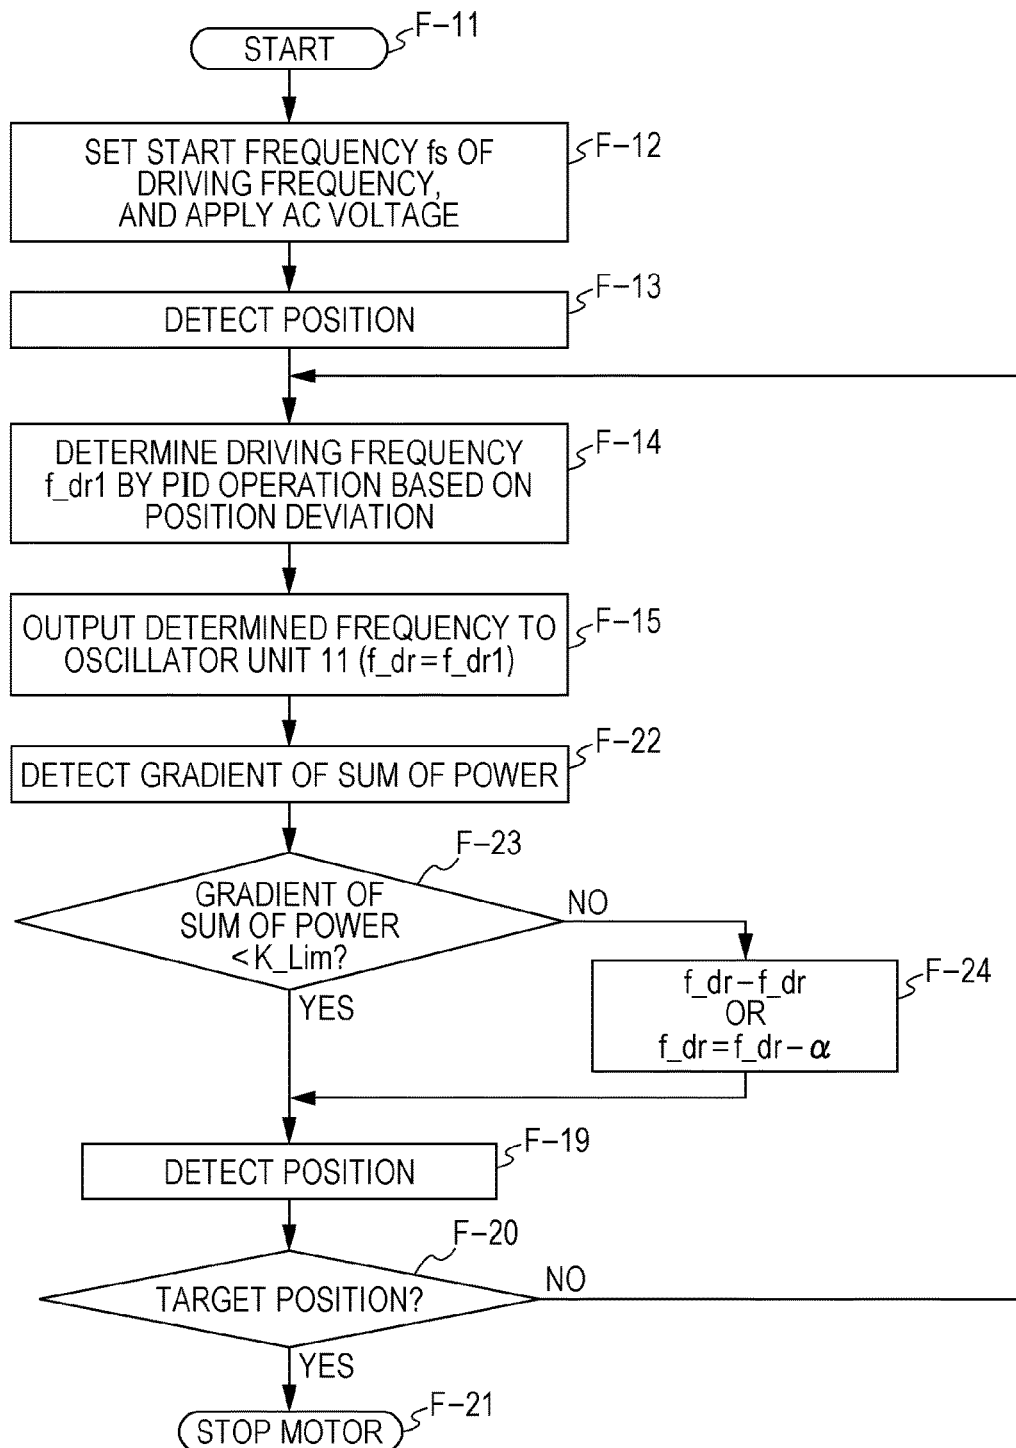 START
F-11
SET START FREQUENCY fs OF
DRIVING FREQUENCY,
AND APPLY AC VOLTAGE
F-12
DETECT POSITION
F-13
DETERMINE DRIVING FREQUENCY
f_dr1 BY PID OPERATION BASED ON
POSITION DEVIATION
F-14
OUTPUT DETERMINED FREQUENCY TO
OSCILLATOR UNIT 11 (f_dr=f_dr1)
F-15
DETECT GRADIENT OF SUM OF POWER
F-22
GRADIENT OF
SUM OF POWER
<K_Lim?
F-23
NO
YES
f_dr-f_dr
OR
f_dr=f_dr-α
F-24
DETECT POSITION
F-19
TARGET POSITION?
F-20
NO
YES
STOP MOTOR
F-21